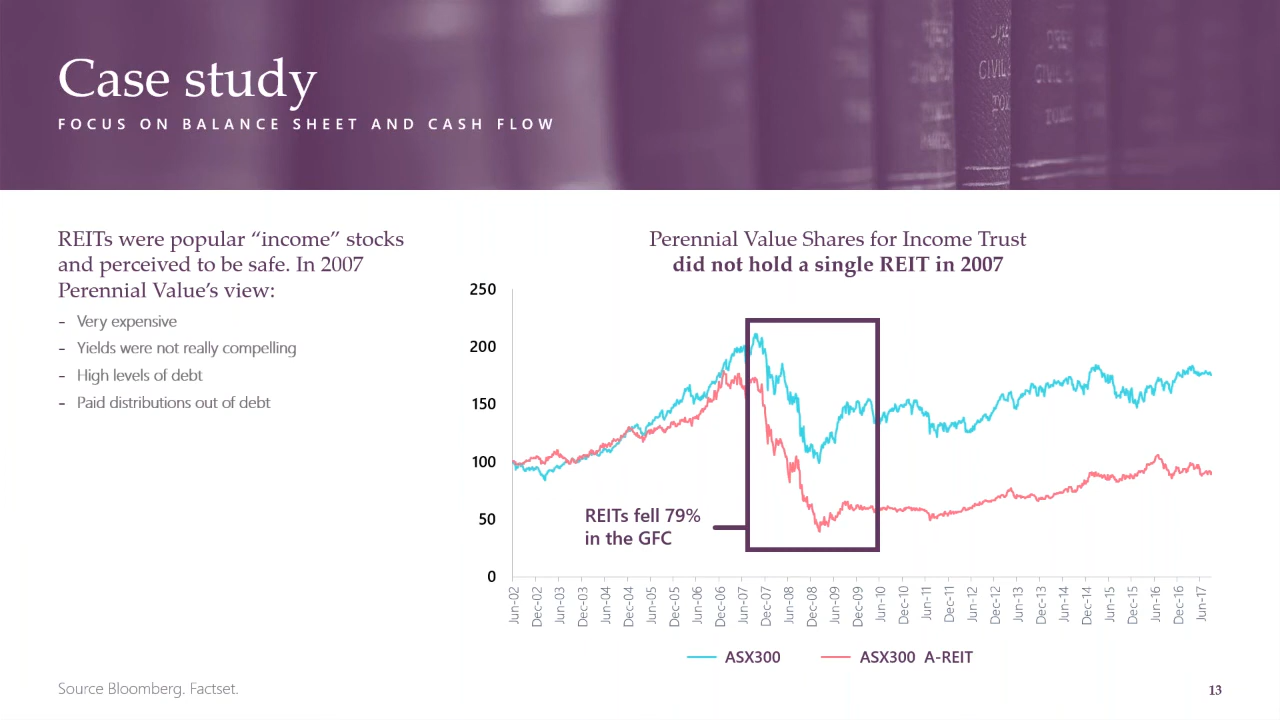 Case study
FOCUS ON BALANCE SHEET AND CASH FLOW
REITs were popular “income” stocks
and perceived to be safe. In 2007
Perennial Value’s view:
- Very expensive
- Yields were not really compelling
- High levels of debt
- Paid distributions out of debt
Perennial Value Shares for Income Trust
did not hold a single REIT in 2007
250
200
150
100
50
0
REITs fell 79%
in the GFC
Jun-02
Dec-02
Jun-03
Dec-03
Jun-04
Dec-04
Jun-05
Dec-05
Jun-06
Dec-06
Jun-07
Dec-07
Jun-08
Dec-08
Jun-09
Dec-09
Jun-10
Dec-10
Jun-11
Dec-11
Jun-12
Dec-12
Jun-13
Dec-13
Jun-14
Dec-14
Jun-15
Dec-15
Jun-16
Dec-16
Jun-17
ASX300
ASX300 A-REIT
Source Bloomberg. Factset.
13